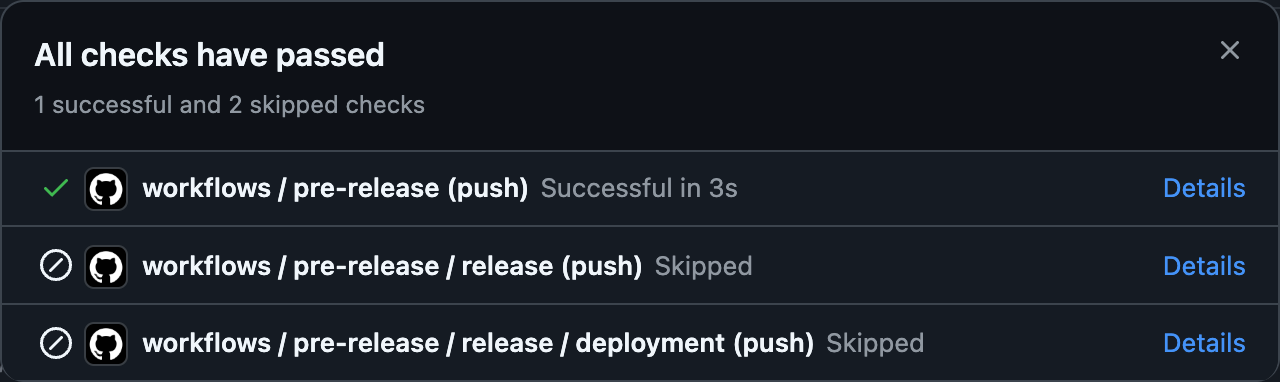 All checks have passed
1 successful and 2 skipped checks
workflows / pre-release (push) Successful in 3s Details
workflows / pre-release / release (push) Skipped Details
workflows / pre-release / release / deployment (push) Skipped Details